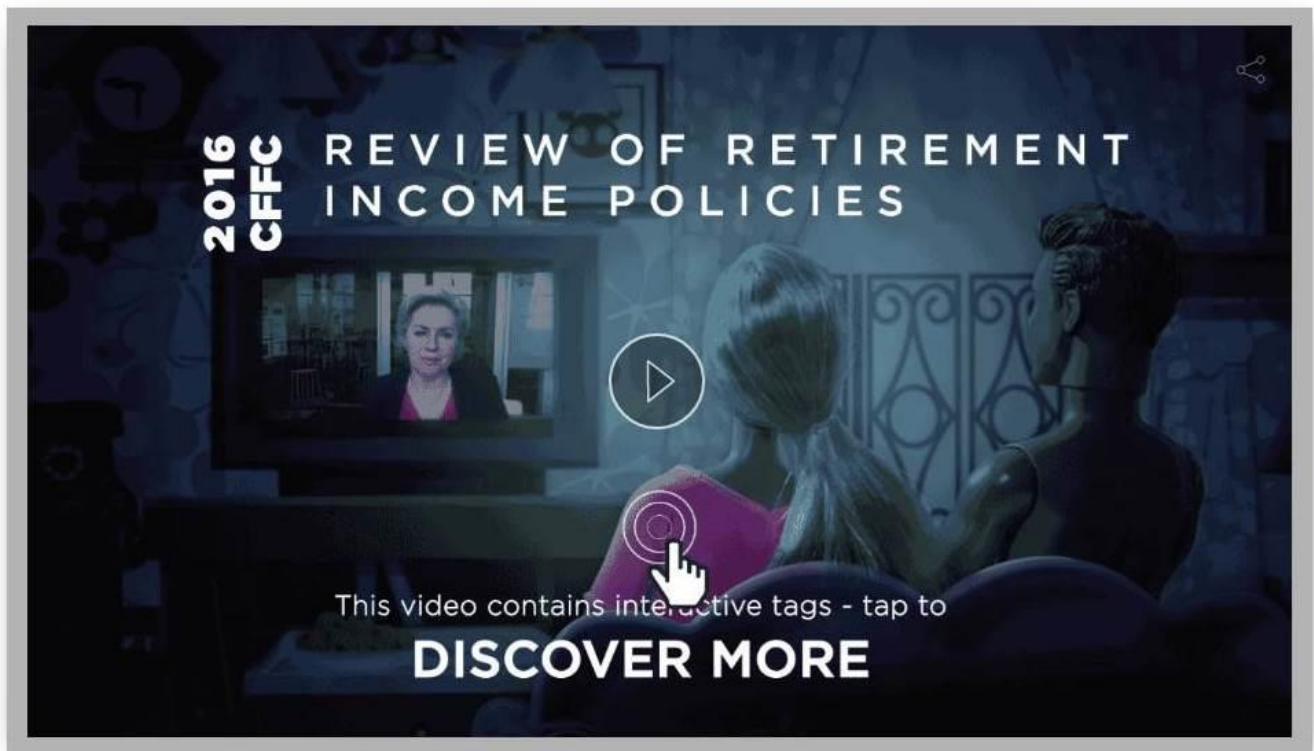 2016
CFFC
REVIEW OF RETIREMENT
INCOME POLICIES
This video contains interactive tags - tap to
DISCOVER MORE